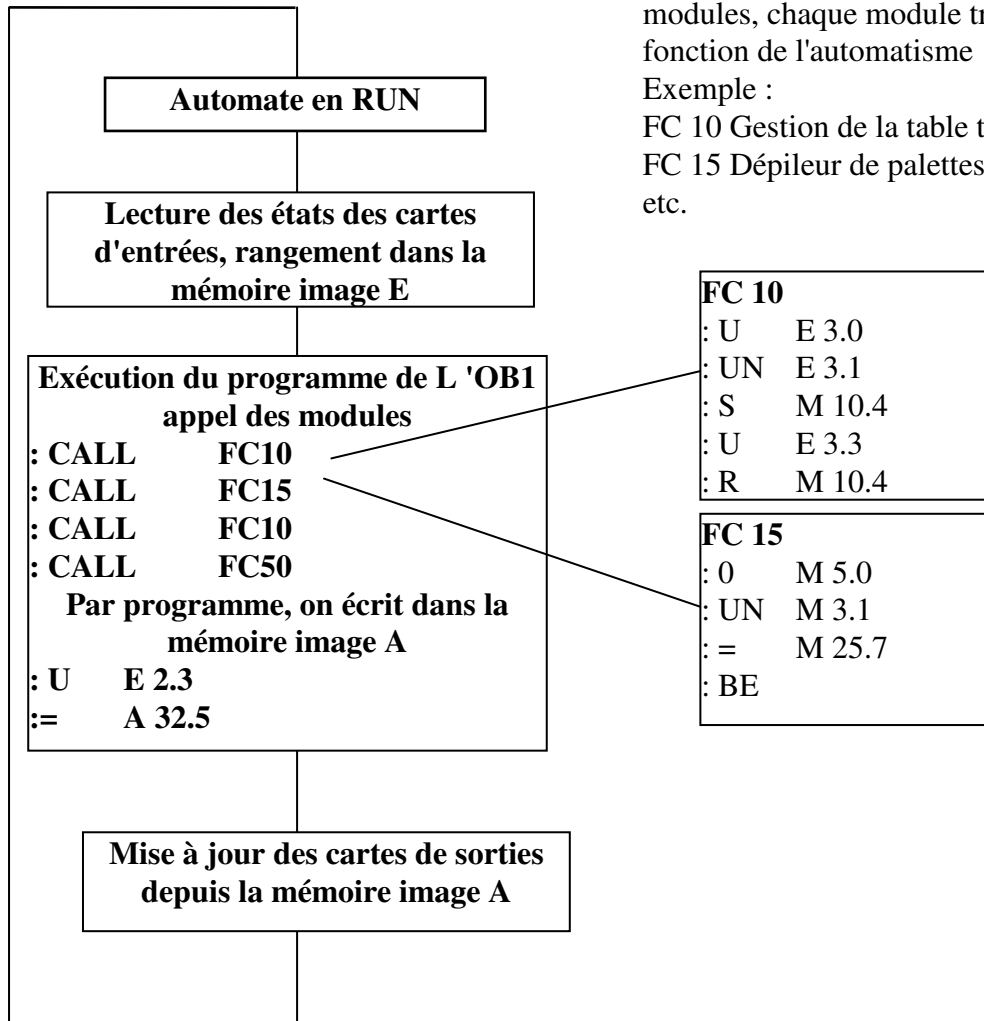 modules, chaque module
fonction de l'automatisme
Exemple :
FC 10 Gestion de la table
FC 15 Dépileur de palettes
etc.
Automate en RUN
Lecture des états des cartes
d'entrées, rangement dans la
mémoire image E
Exécution du programme de L 'OB1
appel des modules
: CALL FC10
: CALL FC15
: CALL FC10
: CALL FC50
Par programme, on écrit dans la
mémoire image A
: U E 2.3
:= A 32.5
FC 10
: U E 3.0
: UN E 3.1
: S M 10.4
: U E 3.3
: R M 10.4
FC 15
: 0 M 5.0
: UN M 3.1
: = M 25.7
: BE
Mise à jour des cartes de sorties
depuis la mémoire image A